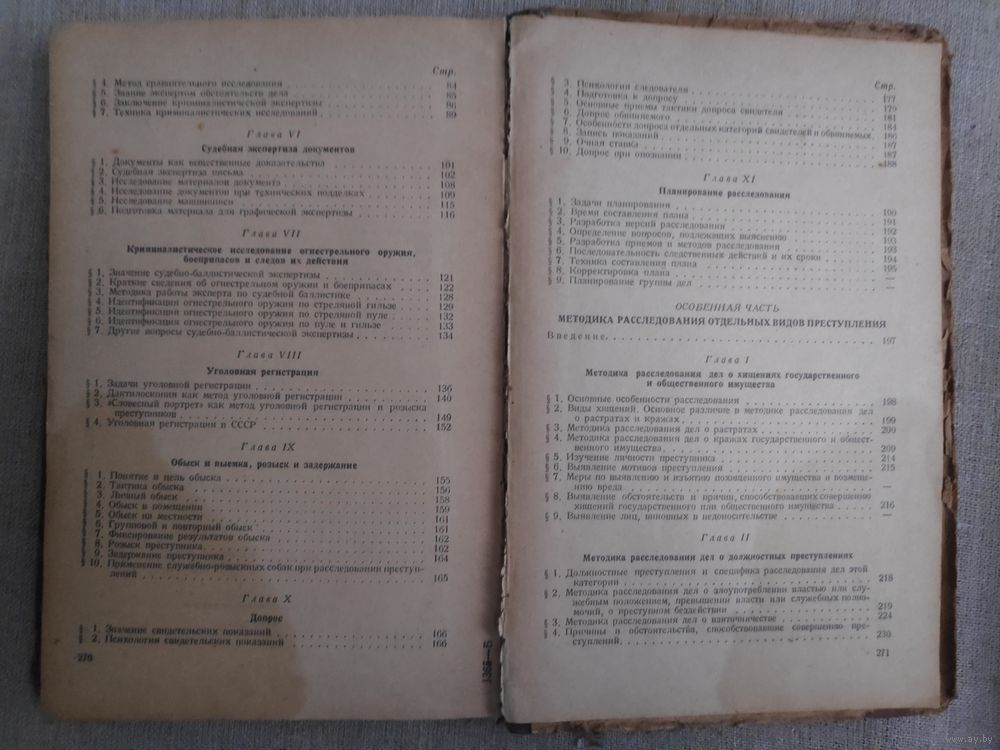 Стр.
§ 4. Метод сравнительного исследования 84
§ 5. Знание экспертом обстоятельств дела 85
§ 6. Заключение криминалистической экспертизы 86
§ 7. Техника криминалистических исследований 89
Глава VI
Судебная экспертиза документов
§ 1. Документы как вещественные доказательства 101
§ 2. Судебная экспертиза письма 102
§ 3. Исследование материалов документа 108
§ 4. Исследование документов при технических подделках 109
§ 5. Исследование машинописи 115
§ 6. Подготовка материала для графической экспертизы 116
Глава VII
Криминалистическое исследование огнестрельного оружия,
боеприпасов и следов их действия
§ 1. Значение судебно-баллистической экспертизы 121
§ 2. Краткие сведения об огнестрельном оружии и боеприпасах 122
§ 3. Методика работы эксперта по судебной баллистике 128
§ 4. Идентификация огнестрельного оружия по стреляной гильзе 129
§ 5. Идентификация огнестрельного оружия по стреляной пуле 132
§ 6. Идентификация огнестрельного оружия по пуле и гильзе 133
§ 7. Другие вопросы судебно-баллистической экспертизы 134
Глава VIII
Уголовная регистрация
§ 1. Задачи уголовной регистрации 136
§ 2. Дактилоскопия как метод уголовной регистрации 140
§ 3. «Словесный портрет» как метод уголовной регистрации и розыска
преступников 149
§ 4. Уголовная регистрация в СССР 152
Глава IX
Обыск и выемка, розыск и задержание
§ 1. Понятие и цель обыска 155
§ 2. Тактика обыска 156
§ 3. Личный обыск 158
§ 4. Обыск в помещении 159
§ 5. Обыск на местности 161
§ 6. Групповой и повторный обыск 161
§ 7. Фиксирование результатов обыска 162
§ 8. Розыск преступника 162
§ 9. Задержание преступника 164
§ 10. Применение служебно-розыскных собак при расследовании преступ-
лений 165
Глава X
Допрос
§ 1. Значение свидетельских показаний 166
§ 2. Психология свидетельских показаний 166
270
1366—Б
Стр.
§ 3. Психология следователя 177
§ 4. Подготовка к допросу 179
§ 5. Основные приемы тактики допроса свидетеля 181
§ 6. Допрос обвиняемого 184
§ 7. Особенности допроса отдельных категорий свидетелей и обвиняемых 186
§ 8. Запись показаний 187
§ 9. Очная ставка 187
§ 10. Допрос при опознании 188
Глава XI
Планирование расследования
§ 1. Задачи планирования 190
§ 2. Время составления плана 191
§ 3. Разработка версий расследования 192
§ 4. Определение вопросов, подлежащих выяснению 193
§ 5. Разработка приемов и методов расследования 193
§ 6. Последовательность следственных действий и их сроки 194
§ 7. Техника составления плана 195
§ 8. Корректировка плана —
§ 9. Планирование группы дел —
ОСОБЕННАЯ ЧАСТЬ
МЕТОДИКА РАССЛЕДОВАНИЯ ОТДЕЛЬНЫХ ВИДОВ ПРЕСТУПЛЕНИЯ
Введение 197
Глава I
Методика расследования дел о хищениях государственного
и общественного имущества
§ 1. Основные особенности расследования 198
§ 2. Виды хищений. Основное различие в методике расследования дел
о растратах и кражах 199
§ 3. Методика расследования дел о растратах 200
§ 4. Методика расследования дел о кражах государственного и общест-
венного имущества 209
§ 5. Изучение личности преступника 214
§ 6. Выявление мотивов преступления 215
§ 7. Меры по выявлению и изъятию похищенного имущества и возме-
щению вреда —
§ 8. Выявление обстоятельств и причин, способствовавших совершению
хищений государственного или общественного имущества 216
§ 9. Выявление лиц, виновных в недоносительстве —
Глава II
Методика расследования дел о должностных преступлениях
§ 1. Должностные преступления и специфика расследования дел этой
категории 218
§ 2. Методика расследования дел о злоупотреблении властью или слу-
жебным положением, превышении власти или служебных полно-
мочий, о преступном бездействии 219
§ 3. Методика расследования дел о взяточничестве 224
§ 4. Причины и обстоятельства, способствовавшие совершению пре-
ступлений 230
271
www.ay.by